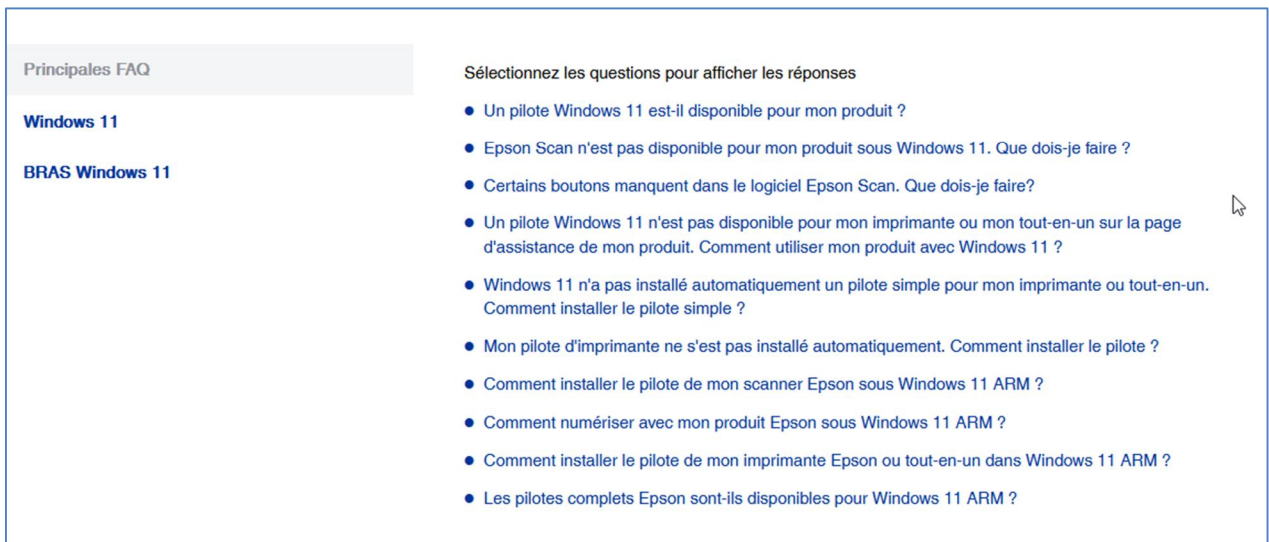 Principales FAQ
Windows 11
BRAS Windows 11
Sélectionnez les questions pour afficher les réponses
• Un pilote Windows 11 est-il disponible pour mon produit ?
• Epson Scan n'est pas disponible pour mon produit sous Windows 11. Que dois-je faire ?
• Certains boutons manquent dans le logiciel Epson Scan. Que dois-je faire?
• Un pilote Windows 11 n'est pas disponible pour mon imprimante ou mon tout-en-un sur la page
d'assistance de mon produit. Comment utiliser mon produit avec Windows 11 ?
• Windows 11 n'a pas installé automatiquement un pilote simple pour mon imprimante ou tout-en-un.
Comment installer le pilote simple ?
• Mon pilote d'imprimante ne s'est pas installé automatiquement. Comment installer le pilote ?
• Comment installer le pilote de mon scanner Epson sous Windows 11 ARM ?
• Comment numériser avec mon produit Epson sous Windows 11 ARM ?
• Comment installer le pilote de mon imprimante Epson ou tout-en-un dans Windows 11 ARM ?
• Les pilotes complets Epson sont-ils disponibles pour Windows 11 ARM ?